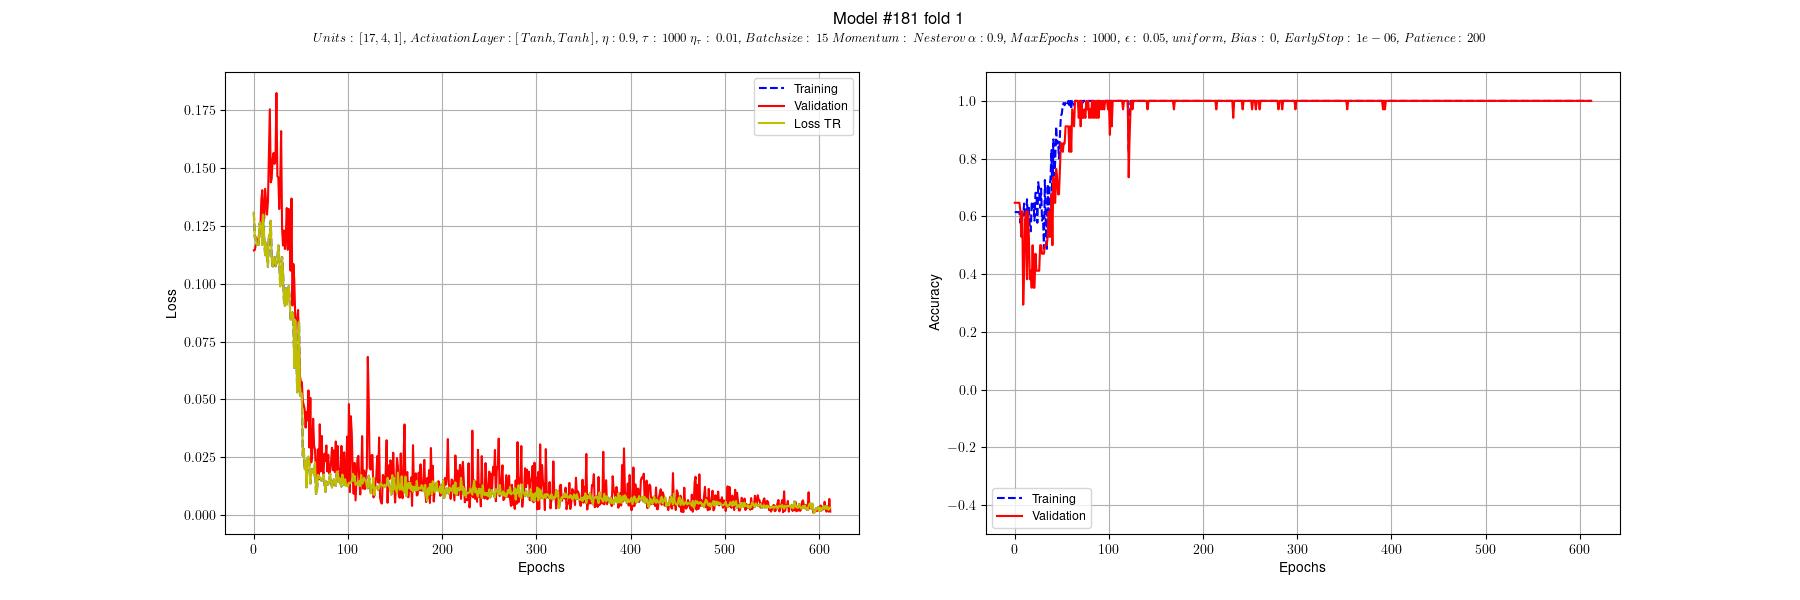 Model #181 fold 1
Units : [17, 4, 1], ActivationLayer : [Tanh, Tanh], η : 0.9, τ : 1000 ητ : 0.01, Batchsize : 15 Momentum : Nesterov α : 0.9, MaxEpochs : 1000, ϵ : 0.05, uniform, Bias : 0, EarlyStop : 1e − 06, Patience : 200
Training
Validation
Loss TR
0.175
0.150
0.125
0.100
0.075
0.050
0.025
0.000
Loss
0 100 200 300 400 500 600
Epochs
1.0
0.8
0.6
0.4
0.2
0.0
−0.2
−0.4
Accuracy
Training
Validation
0 100 200 300 400 500 600
Epochs